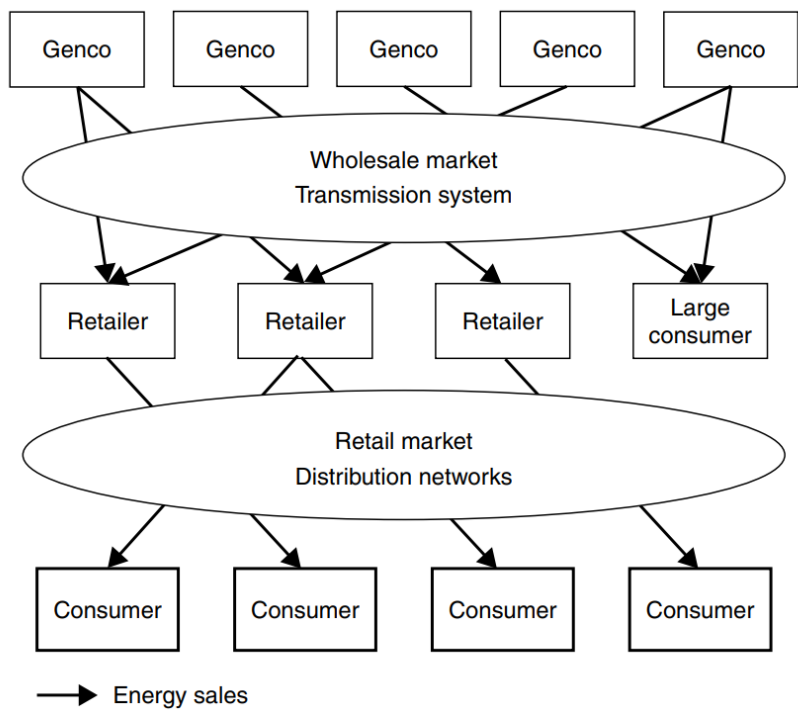 Genco
Genco
Genco
Genco
Genco
Wholesale market
Transmission system
Retailer
Retailer
Retailer
Large
consumer
Retail market
Distribution networks
Consumer
Consumer
Consumer
Consumer
Energy sales